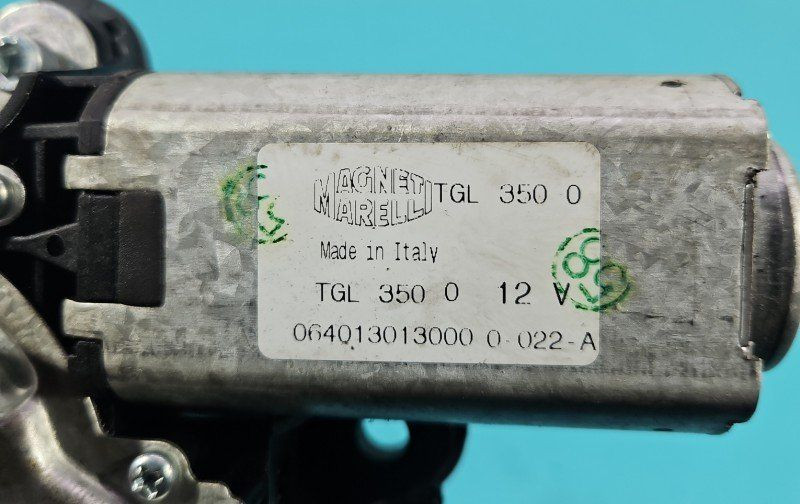 MAGNETI
MARELLI
TGL 350 0
Made in Italy
TGL 350 0 12 V
064013013000 0-022-A